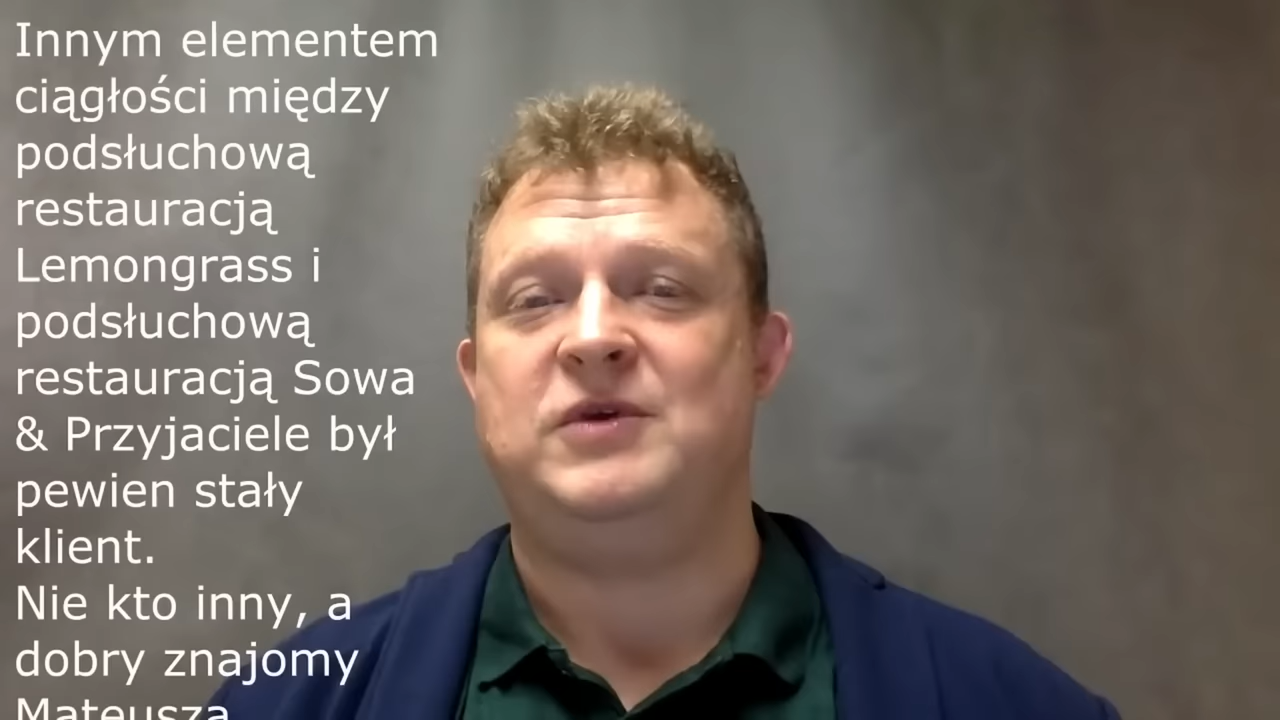 Innym elementem
ciągłości między
podsłuchową
restauracją
Lemongrass i
podsłuchową
restauracją Sowa
& Przyjaciele był
pewien stały
klient.
Nie kto inny, a
dobry znajomy
Mateusza